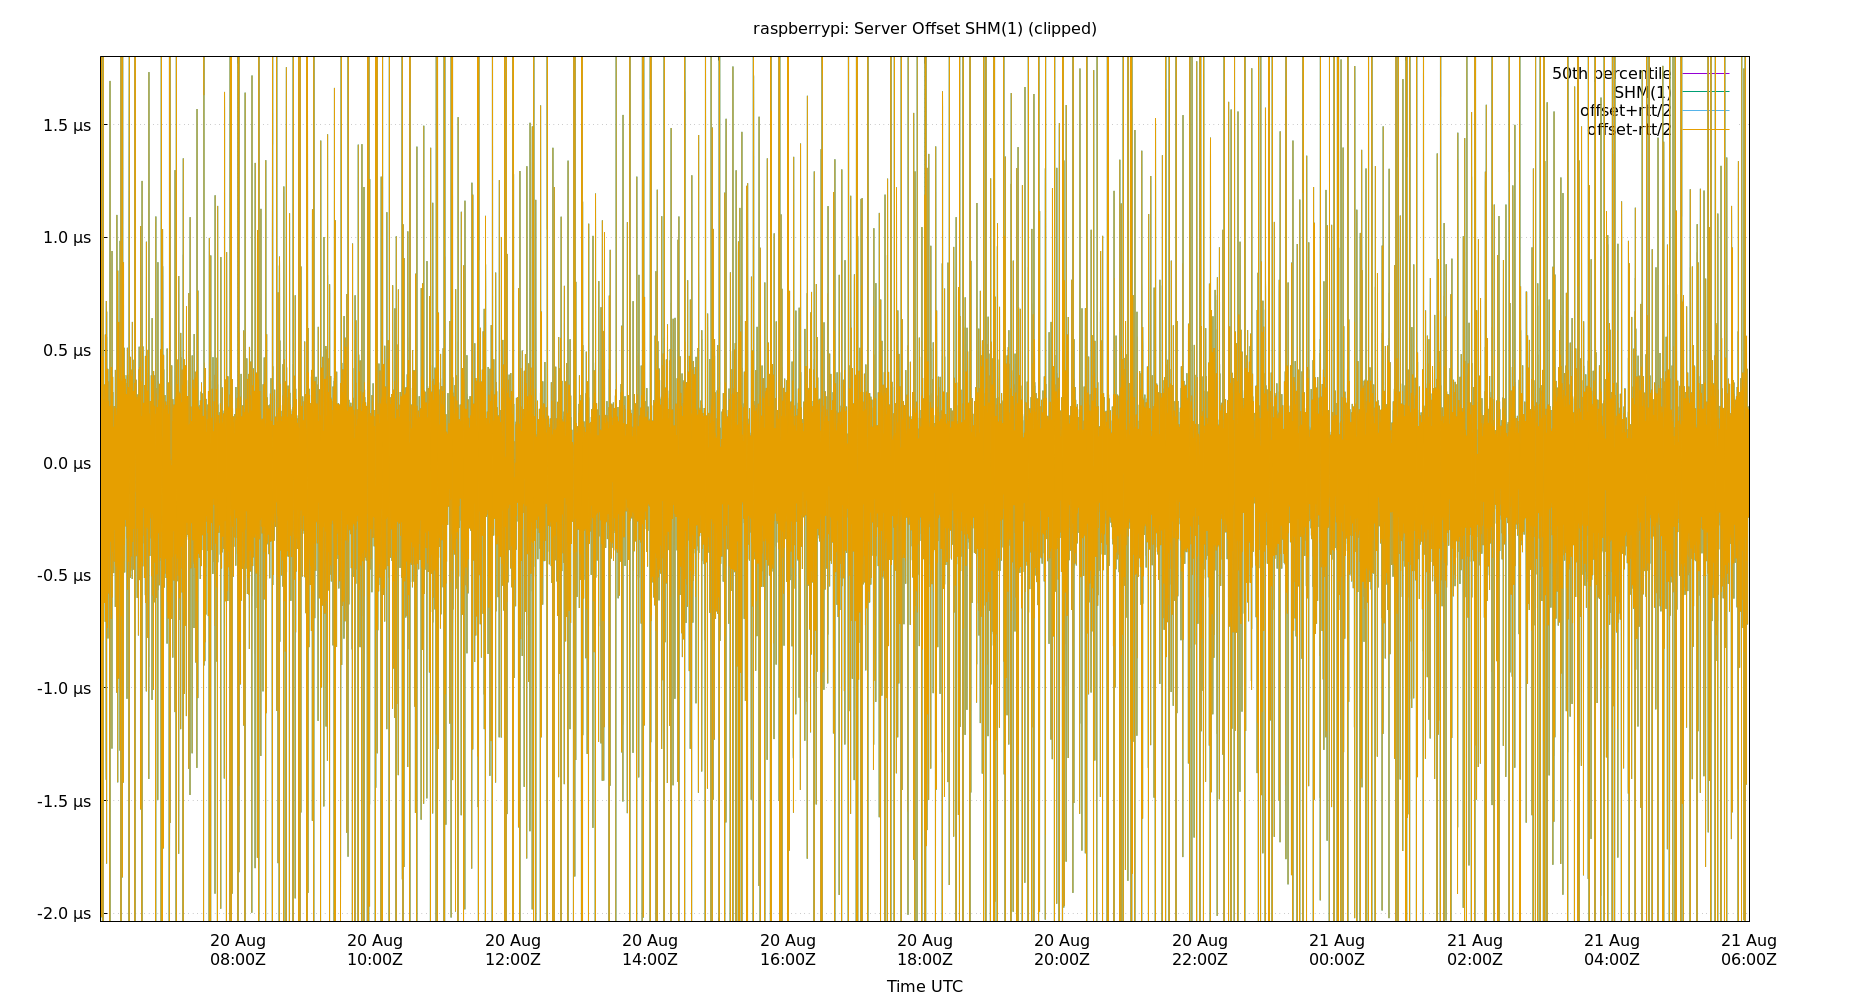 raspberrypi: Server Offset SHM(1) (clipped)
50th percentile
SHM(1)
offset+rtt/2
offset-rtt/2
1.5 µs
1.0 µs
0.5 µs
0.0 µs
-0.5 µs
-1.0 µs
-1.5 µs
-2.0 µs
20 Aug 20 Aug 20 Aug 20 Aug 20 Aug 20 Aug 20 Aug 20 Aug 21 Aug 21 Aug 21 Aug 21 Aug
08:00Z 10:00Z 12:00Z 14:00Z 16:00Z 18:00Z 20:00Z 22:00Z 00:00Z 02:00Z 04:00Z 06:00Z
Time UTC